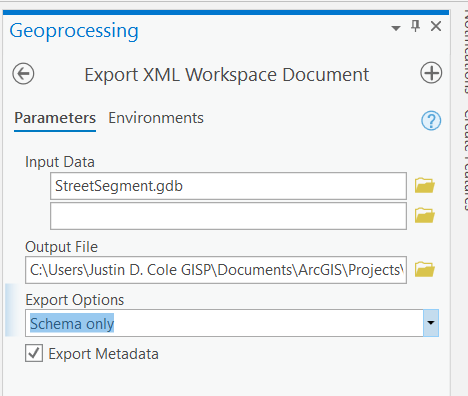 Geoprocessing
Export XML Workspace Document
Parameters Environments
?
Input Data
StreetSegment.gdb
Output File
C:\Users\Justin D. Cole GISP\Documents\ArcGIS\Projects\
Export Options
Schema only
Export Metadata
Notifications
Create Features